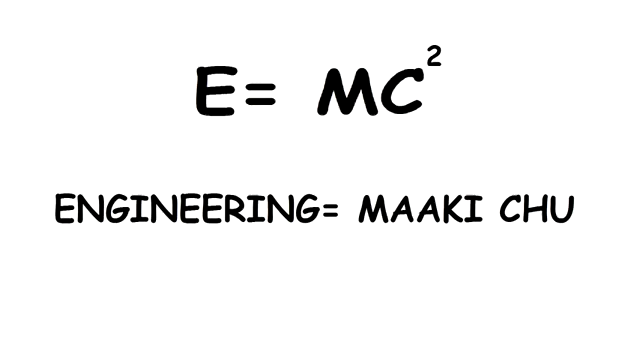 E= MC²
ENGINEERING= MAAKI CHU